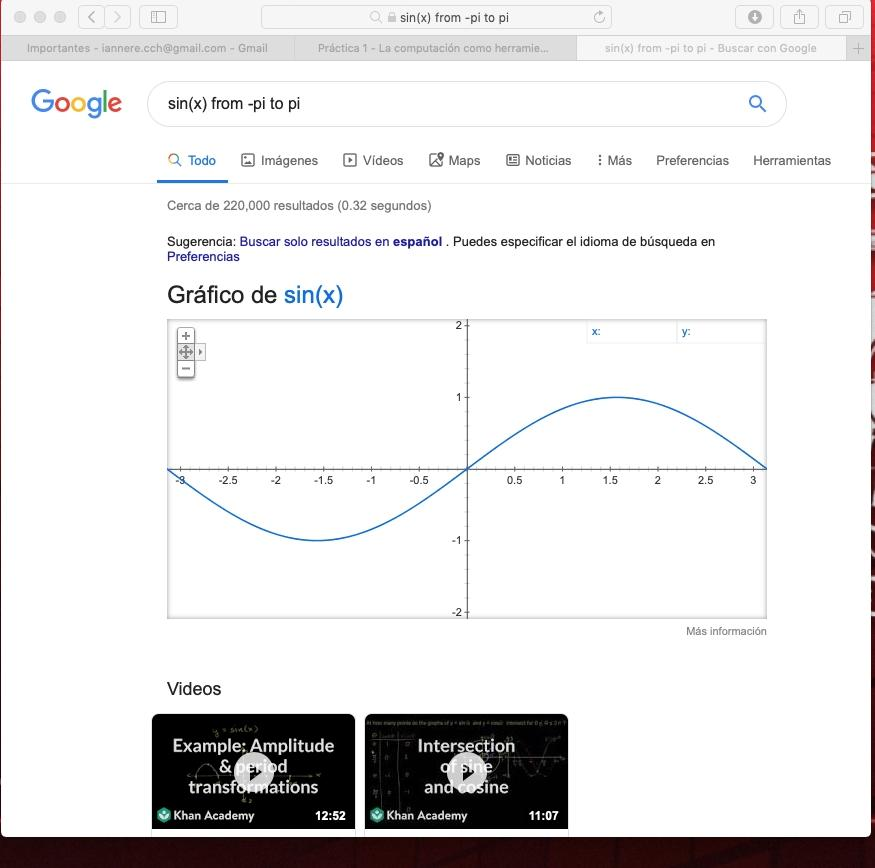 sin(x) from -pi to pi
Importantes - iannere.cch@gmail.com - Gmail
Práctica 1 - La computación como herramie...
sin(x) from -pi to pi - Buscar con Google
Google
sin(x) from -pi to pi
Todo
Imágenes
Vídeos
Maps
Noticias
Más
Preferencias
Herramientas
Cerca de 220,000 resultados (0.32 segundos)
Sugerencia: Buscar solo resultados en español . Puedes especificar el idioma de búsqueda en
Preferencias
Gráfico de sin(x)
x:
y:
2
1
-3 -2.5 -2 -1.5 -1 -0.5 0.5 1 1.5 2 2.5 3
-1
-2
Más información
Videos
y = sin(x)
Example: Amplitude
& period
transformations
Khan Academy
12:52
Intersection
of sine
and cosine
Khan Academy
11:07